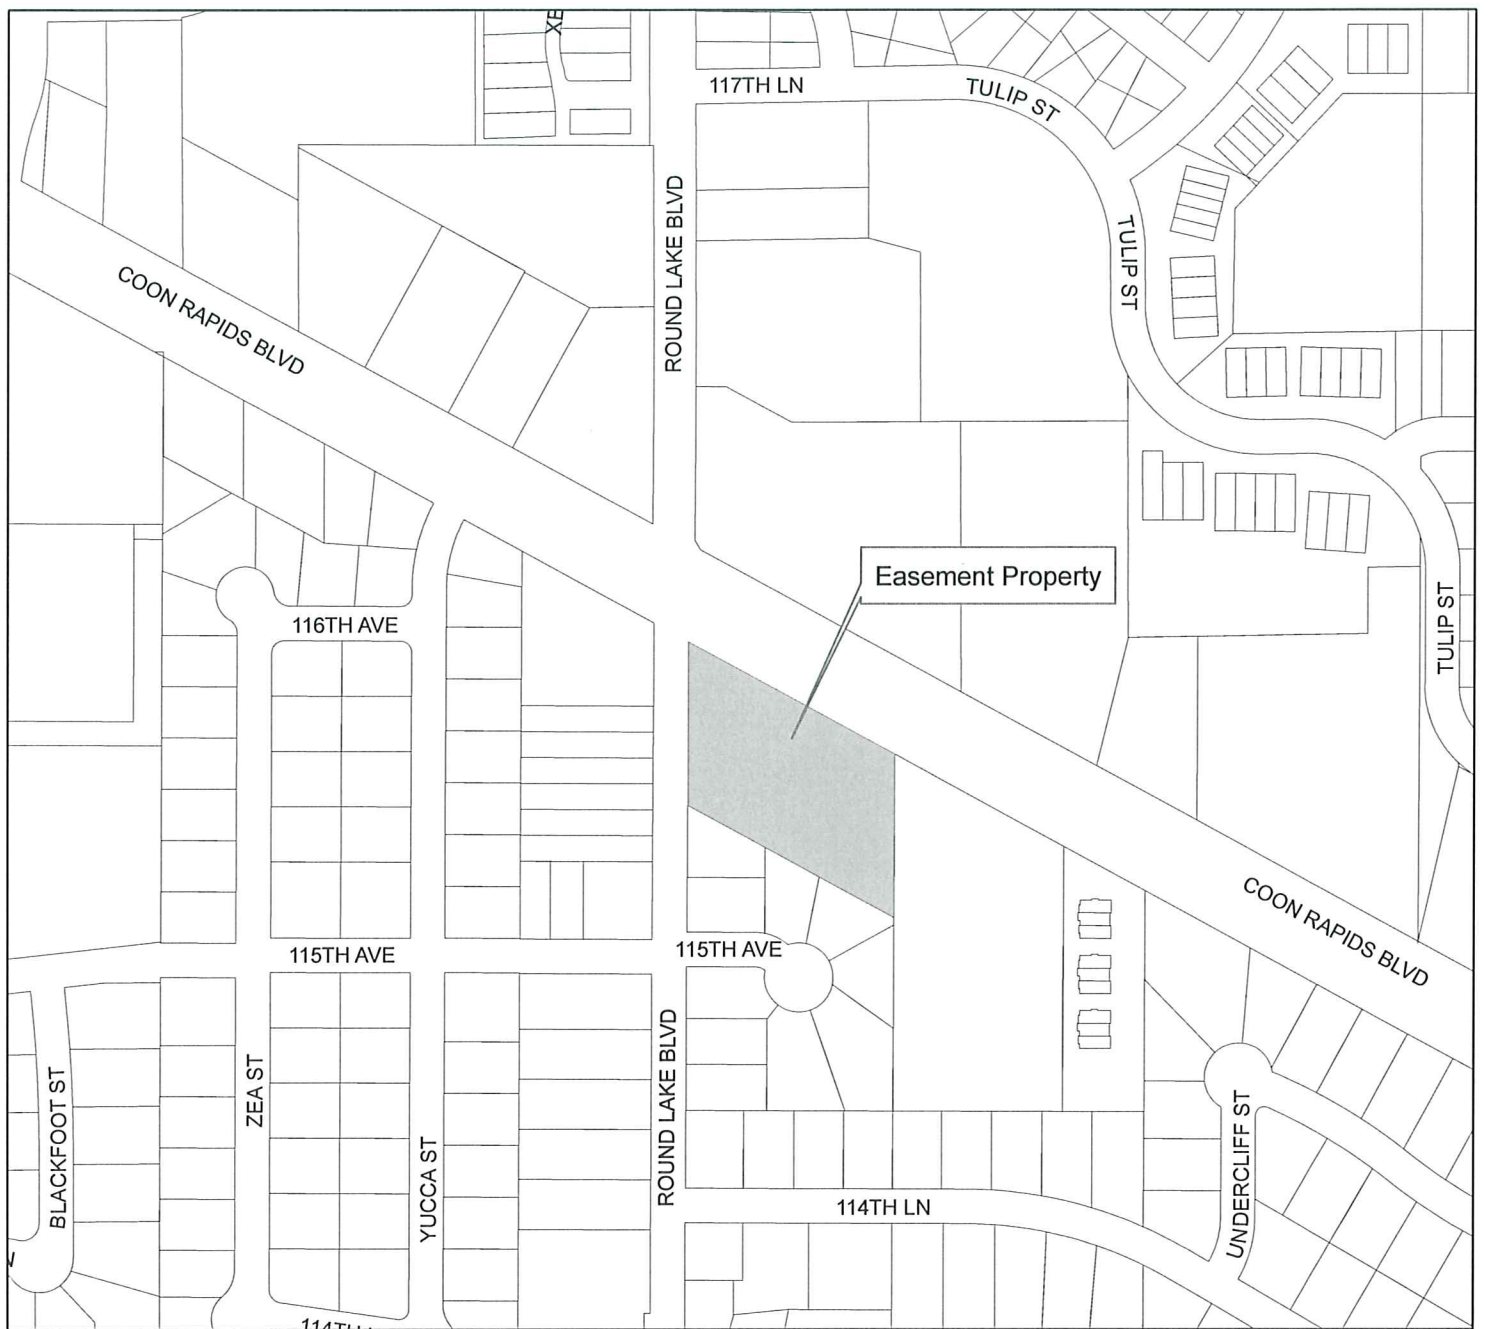 XE
117TH LN
TULIP ST
ROUND LAKE BLVD
TULIP ST
COON RAPIDS BLVD
Easement Property
TULIP ST
116TH AVE
COON RAPIDS BLVD
115TH AVE
115TH AVE
ROUND LAKE BLVD
BLACKFOOT ST
ZEA ST
YUCCA ST
UNDERCLIFF ST
114TH LN
114TH